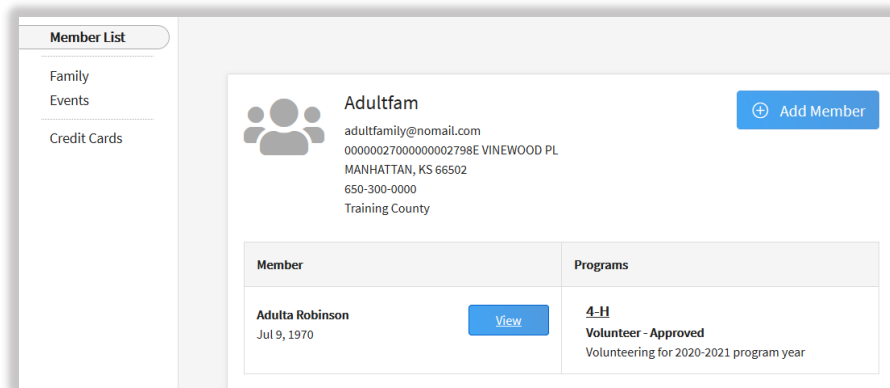 Member List
Family
Events
Credit Cards
Adultfam
adultfamily@nomail.com
00000027000000002798E VINEWOOD PL
MANHATTAN, KS 66502
650-300-0000
Training County
Add Member
Member
Programs
Adulta Robinson
Jul 9, 1970
View
4-H
Volunteer - Approved
Volunteering for 2020-2021 program year